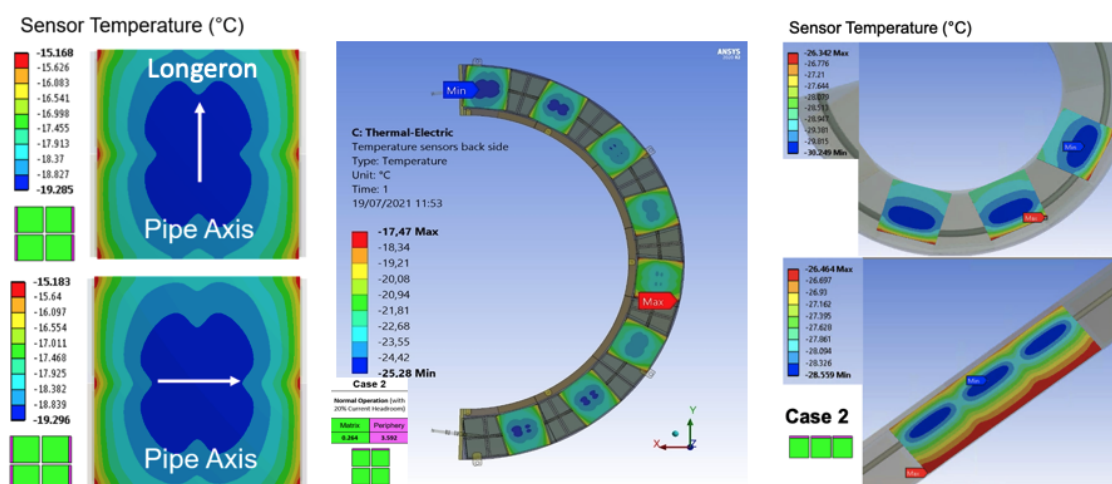 Sensor Temperature (°C)
-15.168
-15.626
-16.083
-16.541
-16.998
-17.455
-17.913
-18.37
-18.827
-19.285
Longeron
Pipe Axis
-15.183
-15.64
-16.097
-16.554
-17.011
-17.468
-17.925
-18.382
-18.839
-19.296
Pipe Axis
ANSYS
Min
C: Thermal-Electric
Temperature sensors back side
Type: Temperature
Unit: °C
Time: 1
19/07/2021 11:53
-17,47 Max
-18,34
-19,21
-20,08
-20,94
-21,81
-22,68
-23,55
-24,42
-25,28 Min
Max
Case 2
Normal Operation (with
20% Current Headroom)
Matrix Periphery
0.264 3.592
Y
X
Z
Sensor Temperature (°C)
-26.342 Max
-26.776
-27.21
-27.644
-28.079
-28.513
-28.947
-29.381
-29.815
-30.249 Min
Min
Max
-26.464 Max
-26.697
-26.93
-27.162
-27.395
-27.628
-27.861
-28.094
-28.326
-28.559 Min
Min
Case 2
Max